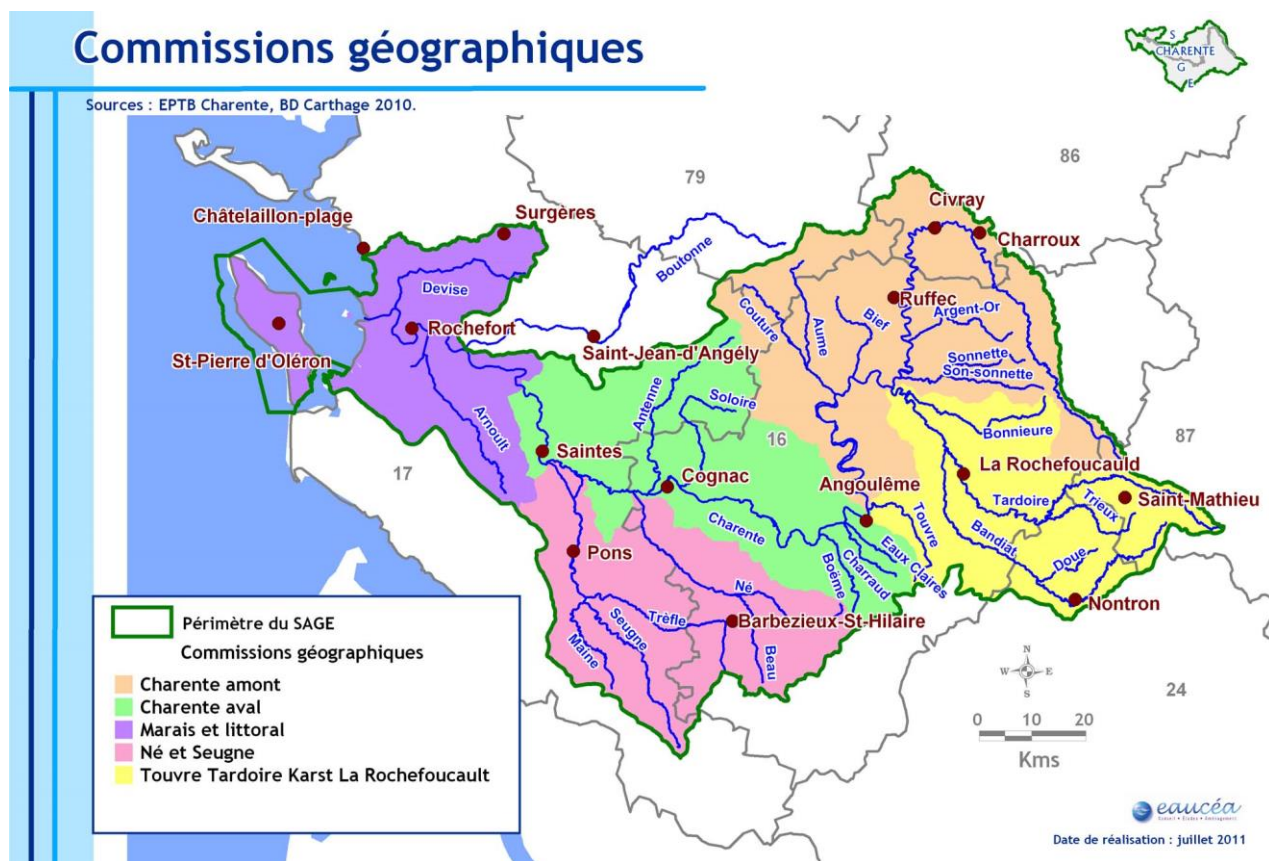 Commissions géographiques
S
CHARENTE
G
E
Sources : EPTB Charente, BD Carthage 2010.
79
86
Civray
Châtelaillon-plage
Surgères
Charroux
Boutonne
Devise
Couture
Aume
Bief
Ruffec
Argent-Or
Rochefort
St-Pierre d'Oléron
Saint-Jean-d'Angély
Sonnette
Son-sonnette
Antenne
Soloire
Arnoult
16
Bonnieure
87
17
Saintes
La Rochefoucauld
Cognac
Angoulême
Tardoire
Trieux
Saint-Mathieu
Charente
Touvre
Bandiat
Pons
Eaux Claires
Charraud
Boëme
Doue
Né
Nontron
Trèfle
Seugne
Maine
Barbezieux-St-Hilaire
Beau
24
N
W
E
S
0 10 20
Kms
Périmètre du SAGE
Commissions géographiques
Charente amont
Charente aval
Marais et littoral
Né et Seugne
Touvre Tardoire Karst La Rochefoucault
eaucéa
Conseil • Études • Aménagement
Date de réalisation : juillet 2011